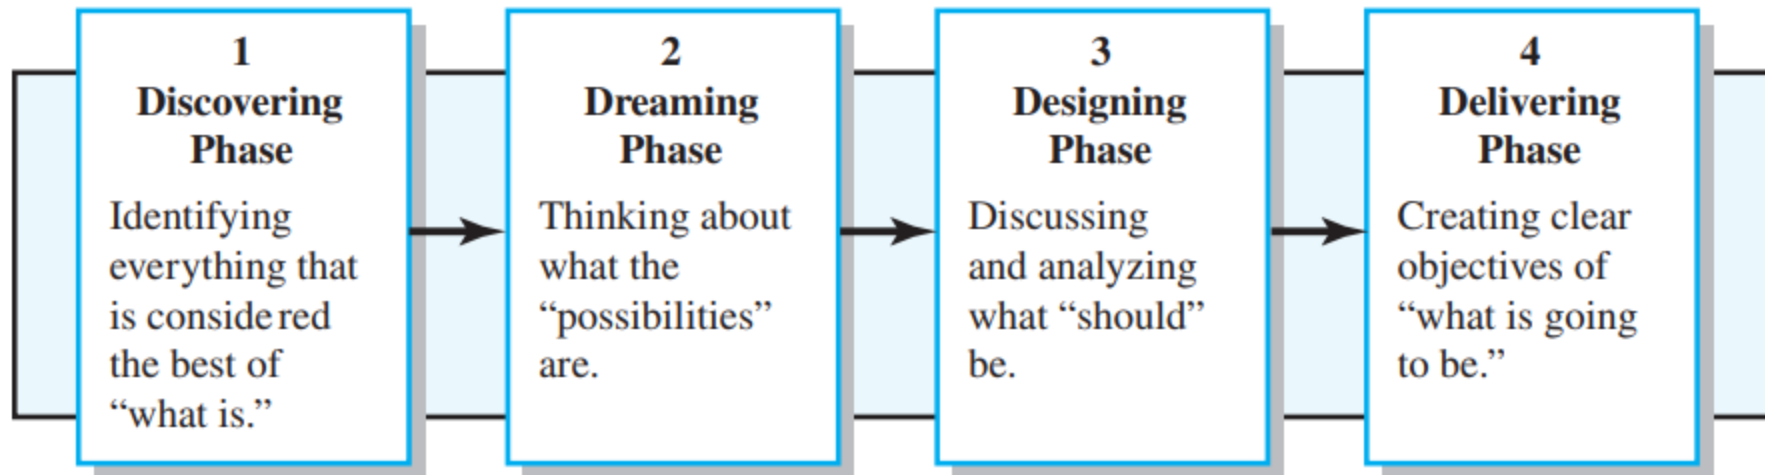 1
Discovering
Phase
Identifying
everything that
is considered
the best of
“what is.”
2
Dreaming
Phase
Thinking about
what the
“possibilities”
are.
3
Designing
Phase
Discussing
and analyzing
what “should”
be.
4
Delivering
Phase
Creating clear
objectives of
“what is going
to be.”